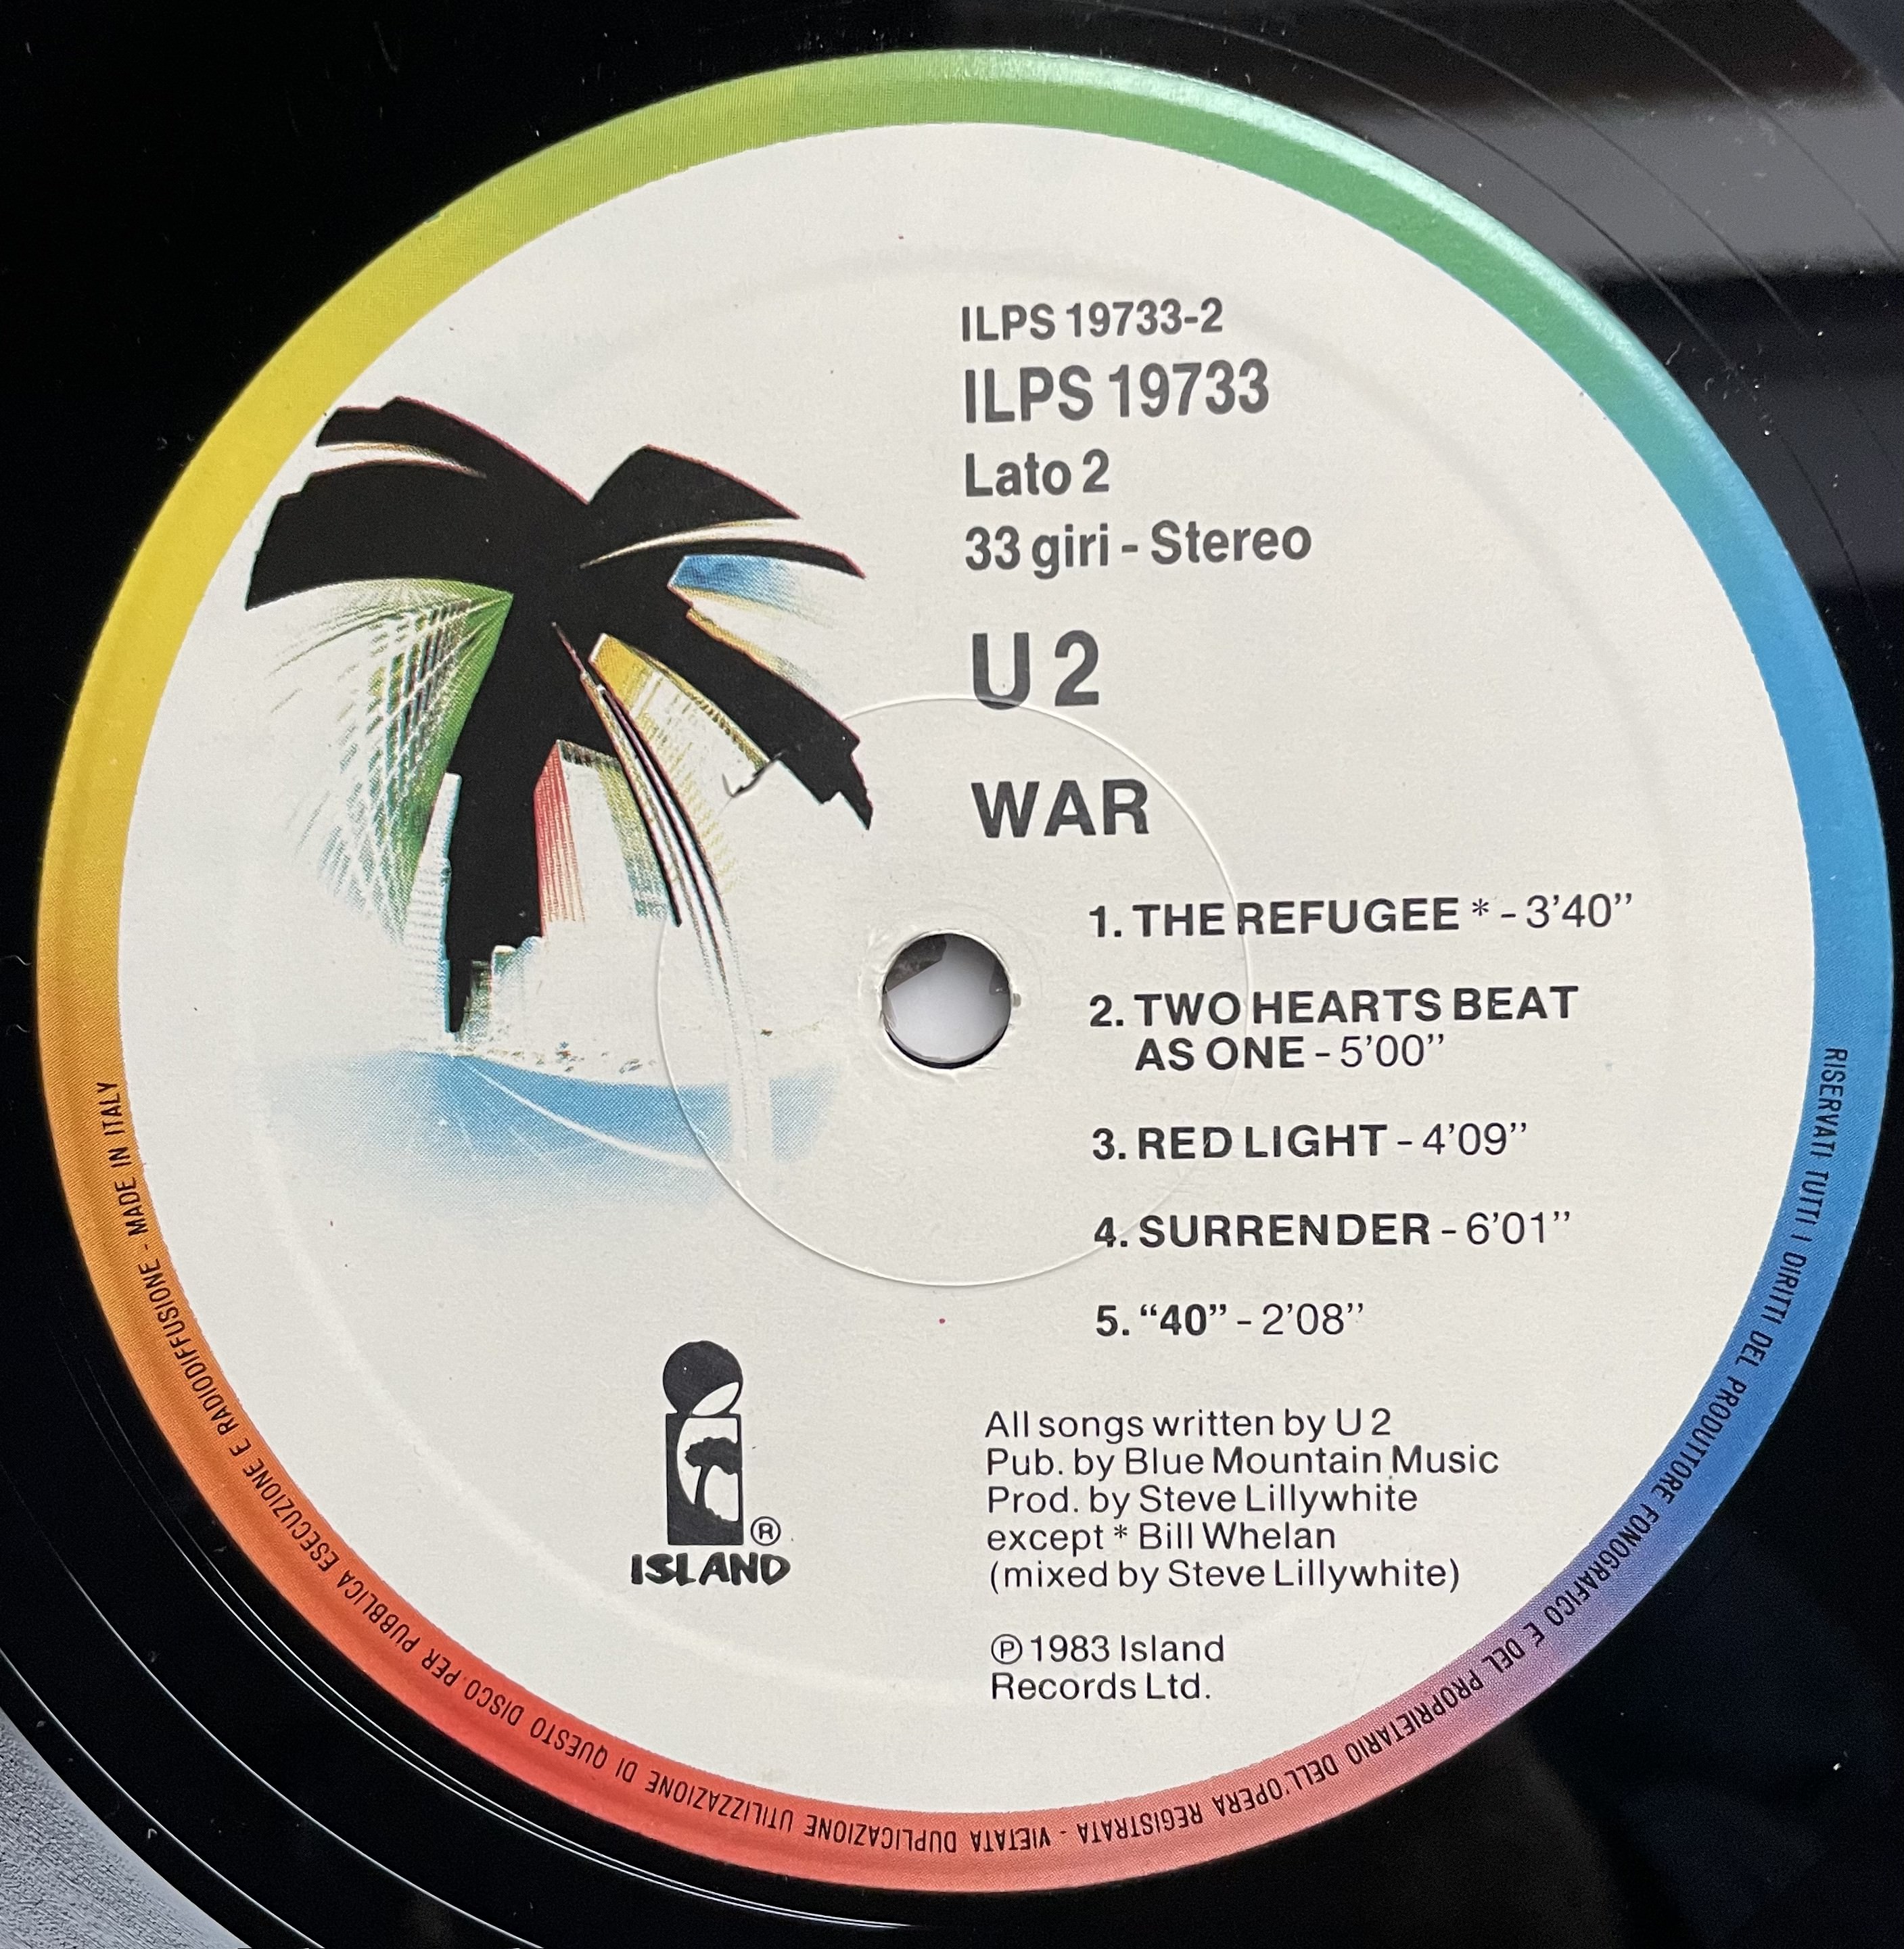 ILPS 19733-2
ILPS 19733
Lato 2
33 giri - Stereo
U 2
WAR
1. THE REFUGEE * - 3'40"
2. TWO HEARTS BEAT
AS ONE - 5'00"
3. RED LIGHT - 4'09"
4. SURRENDER - 6'01"
5. “40” - 2'08"
All songs written by U 2
Pub. by Blue Mountain Music
Prod. by Steve Lillywhite
except * Bill Whelan
(mixed by Steve Lillywhite)
℗ 1983 Island
Records Ltd.
®
ISLAND
RISERVATI TUTTI I DIRITTI DEL PRODUTTORE FONOGRAFICO E DEL PROPRIETARIO DELL'OPERA REGISTRATA - VIETATA DUPLICAZIONE UTILIZZAZIONE DI QUESTO DISCO PER PUBBLICA ESECUZIONE E RADIODIFFUSIONE - MADE IN ITALY